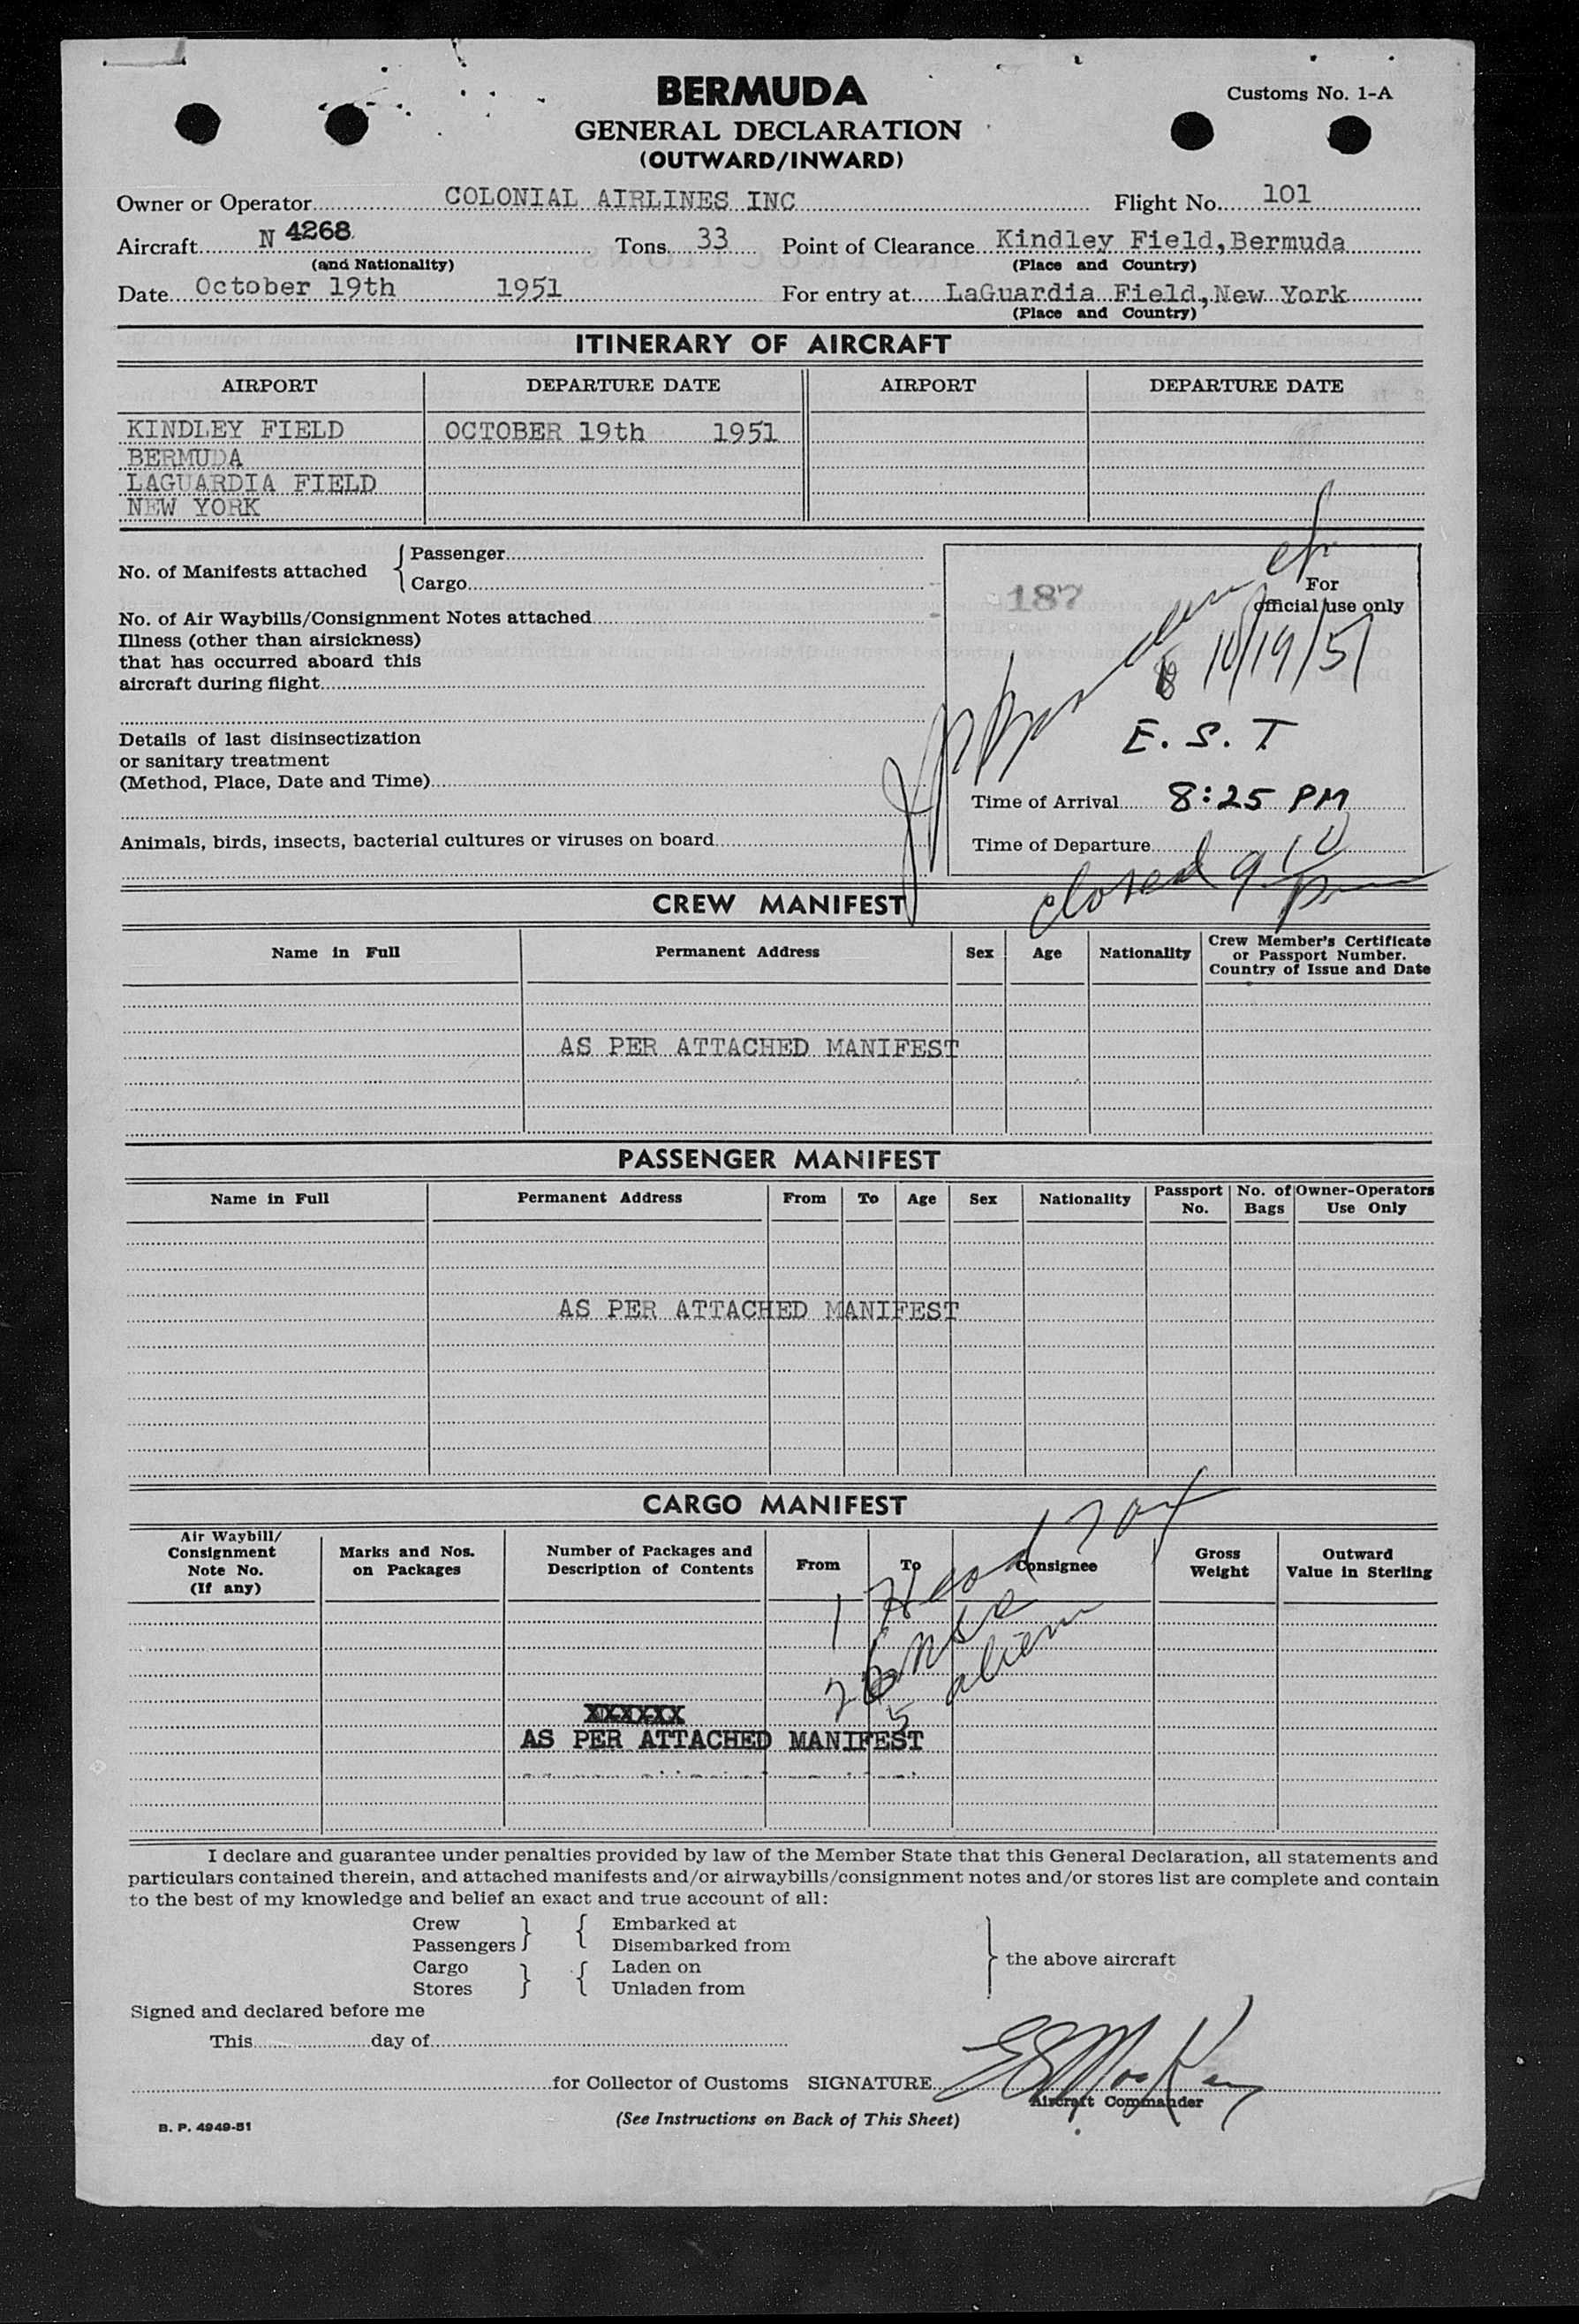 BERMUDA
Customs No. 1-A
GENERAL DECLARATION
(OUTWARD/INWARD)
Owner or Operator COLONIAL AIRLINES INC Flight No. 101
Aircraft N 4268 Tons 33 Point of Clearance Kindley Field, Bermuda
(and Nationality) (Place and Country)
Date October 19th 1951 For entry at LaGuardia Field, New York
(Place and Country)
ITINERARY OF AIRCRAFT
AIRPORT DEPARTURE DATE AIRPORT DEPARTURE DATE
KINDLEY FIELD OCTOBER 19th 1951
BERMUDA
LAGUARDIA FIELD
NEW YORK
No. of Manifests attached { Passenger
Cargo
No. of Air Waybills/Consignment Notes attached
Illness (other than airsickness)
that has occurred aboard this
aircraft during flight
Details of last disinsectization
or sanitary treatment
(Method, Place, Date and Time)
Animals, birds, insects, bacterial cultures or viruses on board
187
For
official use only
10/19/51
E. S. T
Time of Arrival 8:25 PM
Time of Departure
closed 9 10 pm
CREW MANIFEST
Name in Full Permanent Address Sex Age Nationality Crew Member's Certificate
or Passport Number.
Country of Issue and Date
AS PER ATTACHED MANIFEST
PASSENGER MANIFEST
Name in Full Permanent Address From To Age Sex Nationality Passport No. No. of Bags Owner-Operators Use Only
AS PER ATTACHED MANIFEST
CARGO MANIFEST
Air Waybill/
Consignment
Note No.
(If any)
Marks and Nos.
on Packages
Number of Packages and
Description of Contents
From To Consignee
Gross
Weight
Outward
Value in Sterling
1 Head Tax
5 alien
XXXXXX
AS PER ATTACHED MANIFEST
I declare and guarantee under penalties provided by law of the Member State that this General Declaration, all statements and
particulars contained therein, and attached manifests and/or airwaybills/consignment notes and/or stores list are complete and contain
to the best of my knowledge and belief an exact and true account of all:
Crew } { Embarked at
Passengers } { Disembarked from
Cargo } { Laden on
Stores } { Unladen from
} the above aircraft
Signed and declared before me
This day of
for Collector of Customs SIGNATURE
Aircraft Commander
B. P. 4949-51
(See Instructions on Back of This Sheet)